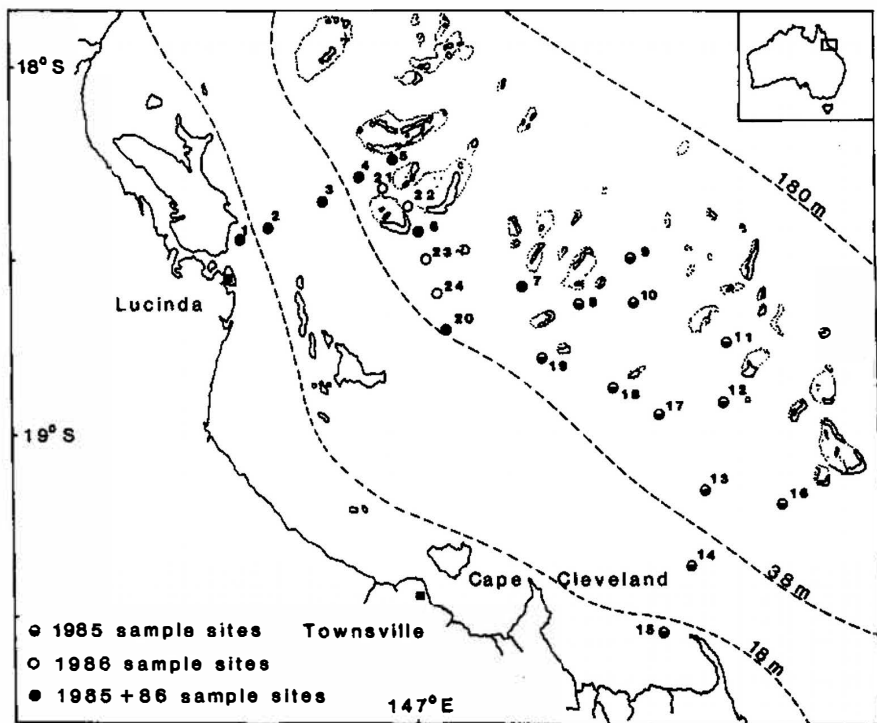 18°S
180 m
5
4
21
3
22
2
1
6
23
9
Lucinda
24
7
8
10
20
11
19
18
12
17
19°S
13
16
14
38m
Cape Cleveland
15
18m
1985 sample sites
Townsville
1986 sample sites
1985+86 sample sites
147°E